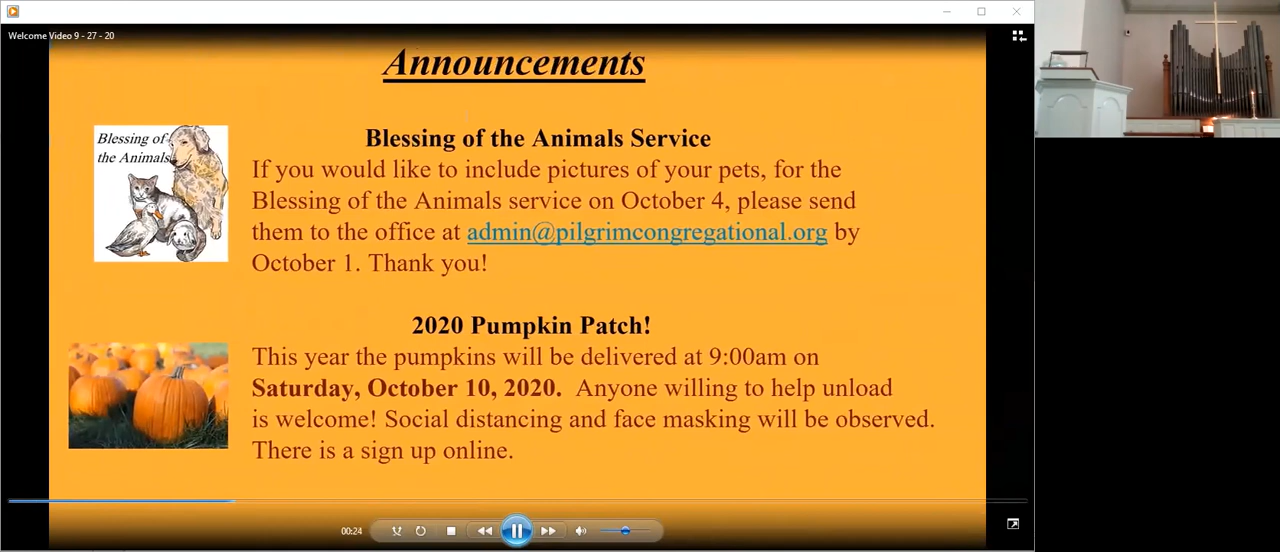 Welcome Video 9 - 27 - 20
Announcements
Blessing of
the Animals
Blessing of the Animals Service
If you would like to include pictures of your pets, for the
Blessing of the Animals service on October 4, please send
them to the office at admin@pilgrimcongregational.org by
October 1. Thank you!
2020 Pumpkin Patch!
This year the pumpkins will be delivered at 9:00am on
Saturday, October 10, 2020. Anyone willing to help unload
is welcome! Social distancing and face masking will be observed.
There is a sign up online.
00:24